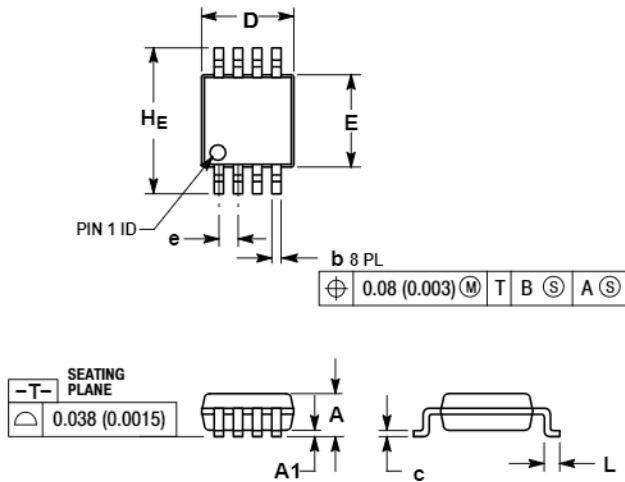 D
HE
E
PIN 1 ID
e
b 8 PL
⌖ 0.08 (0.003) Ⓜ T B Ⓢ A Ⓢ
–T– SEATING PLANE
⌓ 0.038 (0.0015)
A
A1
c
L